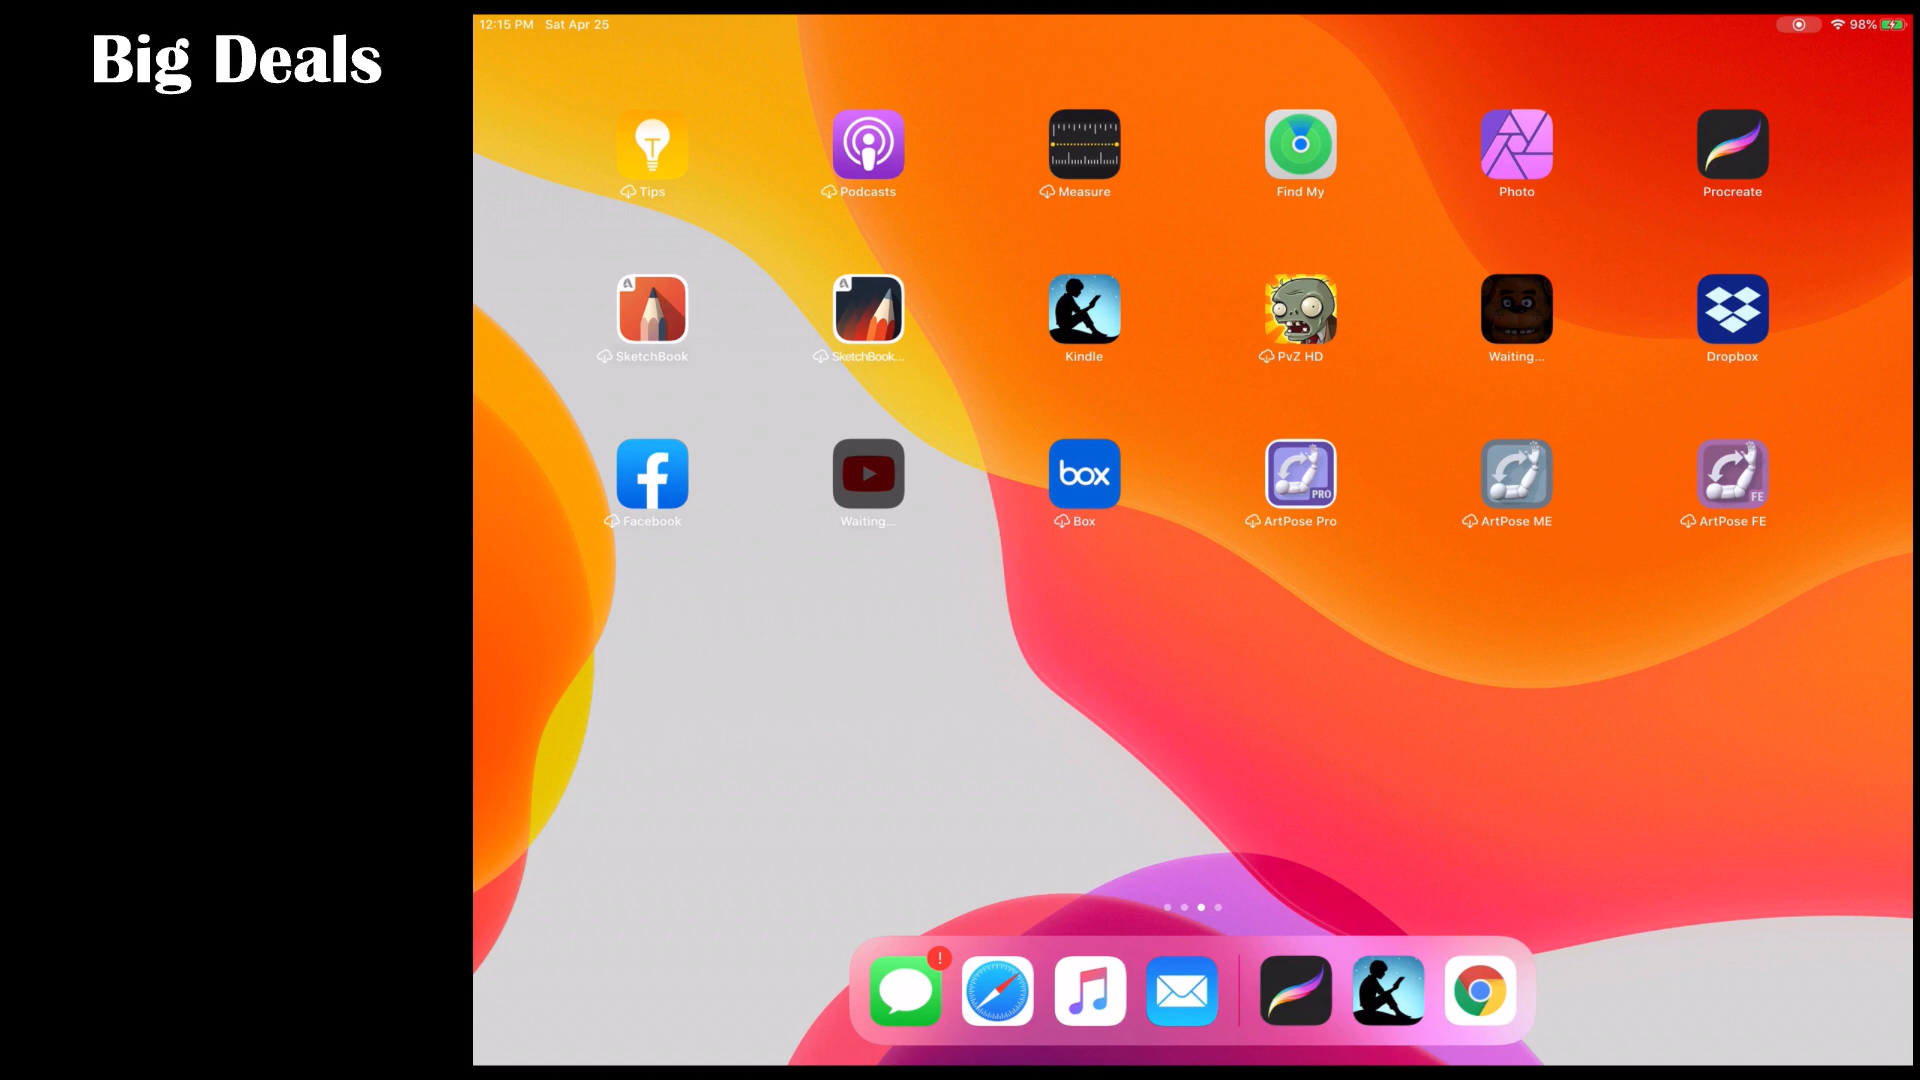 Big Deals
12:15 PM Sat Apr 25
98%
Tips
Podcasts
Measure
Find My
Photo
Procreate
SketchBook
SketchBook...
Kindle
PvZ HD
Waiting...
Dropbox
Facebook
Waiting...
box
Box
PRO
ArtPose Pro
ArtPose ME
FE
ArtPose FE
!